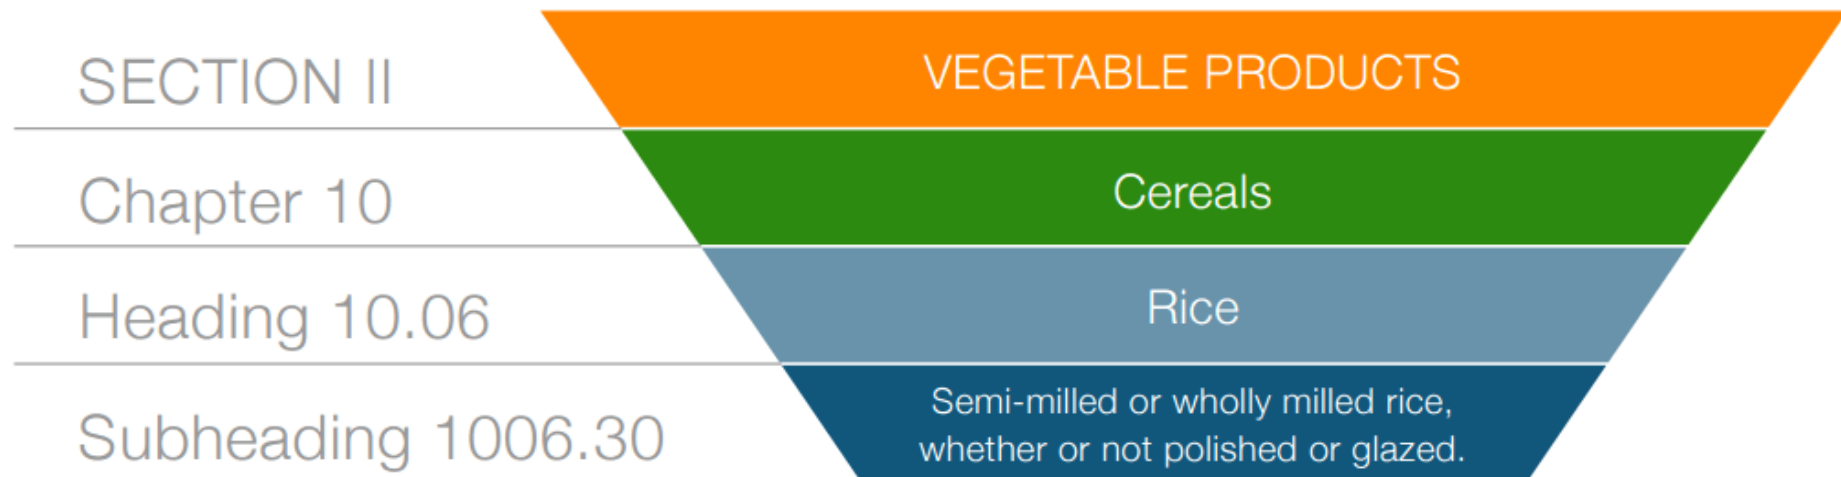 SECTION II
VEGETABLE PRODUCTS
Chapter 10
Cereals
Heading 10.06
Rice
Subheading 1006.30
Semi-milled or wholly milled rice,
whether or not polished or glazed.